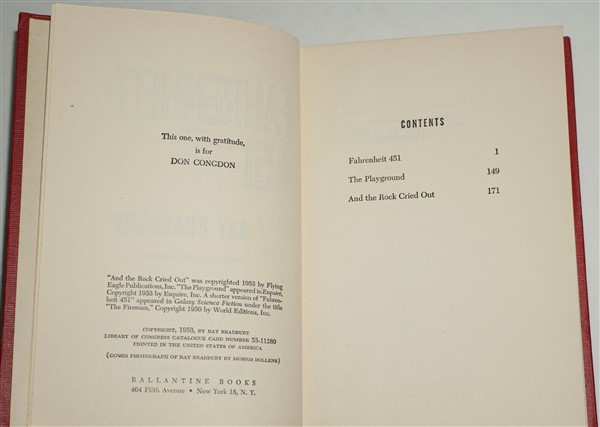 This one, with gratitude,
is for
DON CONGDON
"And the Rock Cried Out" was copyrighted 1953 by Flying
Eagle Publications, Inc. "The Playground" appeared in Esquire,
Copyright 1953 by Esquire, Inc. A shorter version of "Fahren-
heit 451" appeared in Galaxy Science Fiction under the title
"The Fireman," Copyright 1950 by World Editions, Inc.
COPYRIGHT, 1953, BY RAY BRADBURY
LIBRARY OF CONGRESS CATALOGUE CARD NUMBER 53-11280
PRINTED IN THE UNITED STATES OF AMERICA
(COVER PHOTOGRAPH OF RAY BRADBURY BY MORRIS DOLLENS)
BALLANTINE BOOKS
404 Fifth Avenue • New York 18, N. Y.
CONTENTS
Fahrenheit 451 1
The Playground 149
And the Rock Cried Out 171